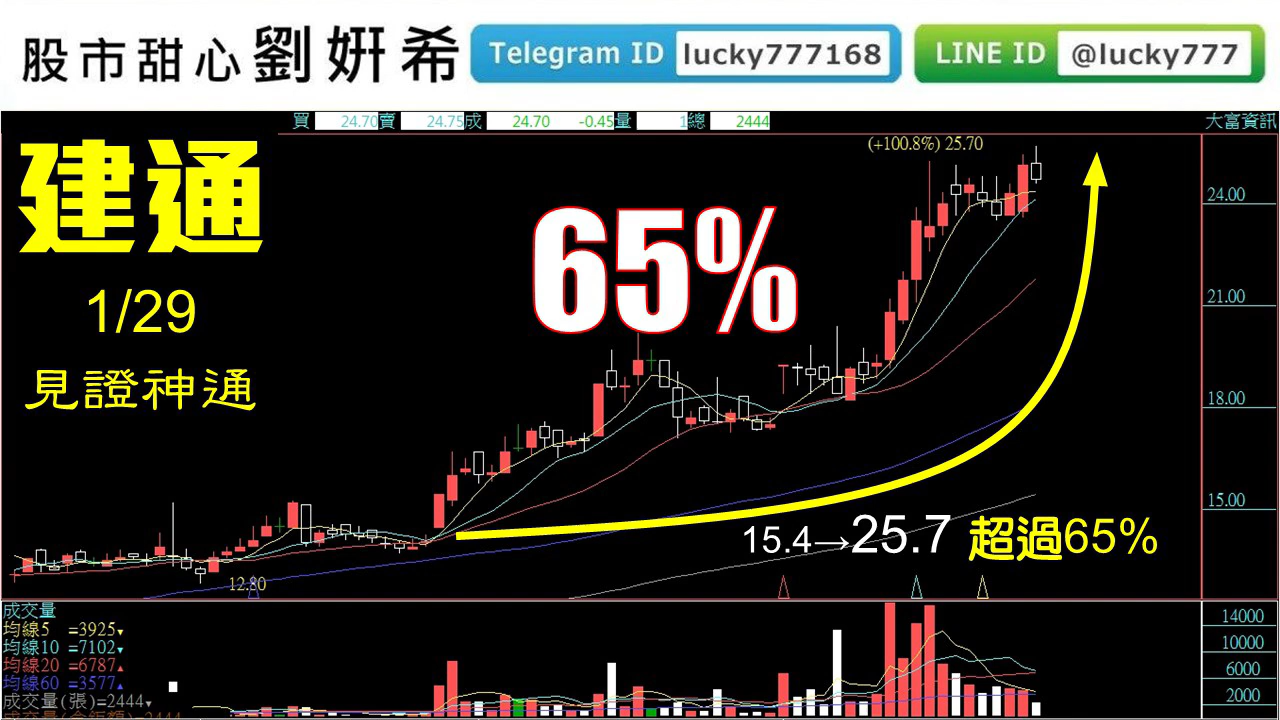 股市甜心劉妍希 Telegram ID lucky777168 LINE ID @lucky777
買 24.70 賣 24.75 成 24.70 -0.45 量 1 總 2444 大富資訊
建通
(+100.8%) 25.70
24.00
65%
1/29
21.00
見證神通
18.00
15.00
15.4→25.7 超過65%
12.80
成交量
均線5 =3925▼
均線10 =7102▼
均線20 =6787▲
均線60 =3577▲
成交量(張)=2444▼
14000
10000
6000
2000